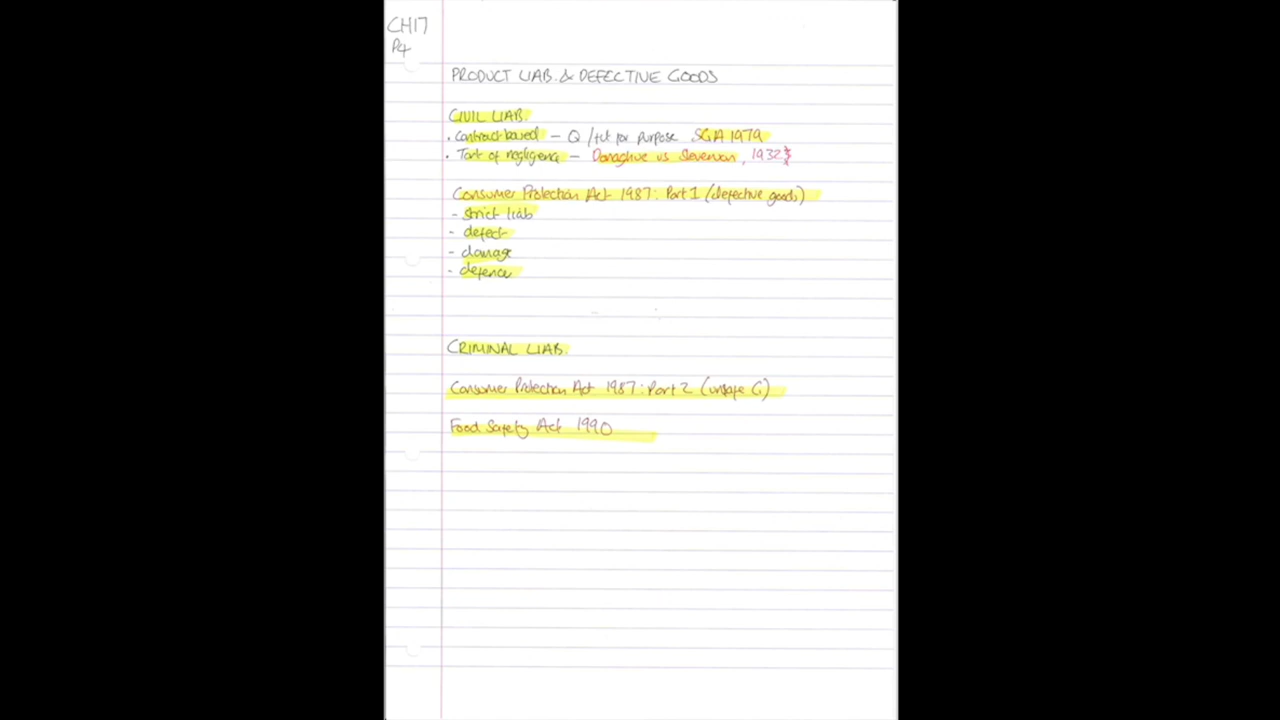 CH17
P4
PRODUCT LIAB. & DEFECTIVE GOODS
CIVIL LIAB.
• Contract based – Q / fit for purpose SGA 1979
• Tort of negligence – Donaghue vs Stevenson, 1932
Consumer Protection Act 1987: Part 1 (defective goods)
- strict liab
- defect
- damage
- defence
CRIMINAL LIAB.
Consumer Protection Act 1987: Part 2 (unsafe G)
Food Safety Act 1990